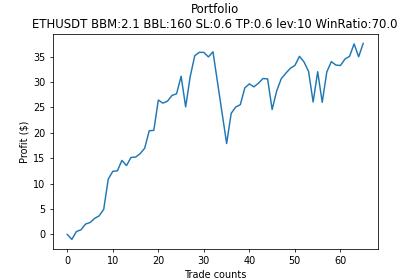 Portfolio
ETHUSDT BBM:2.1 BBL:160 SL:0.6 TP:0.6 lev:10 WinRatio:70.0
35
30
25
20
15
10
5
0
Profit ($)
0 10 20 30 40 50 60
Trade counts